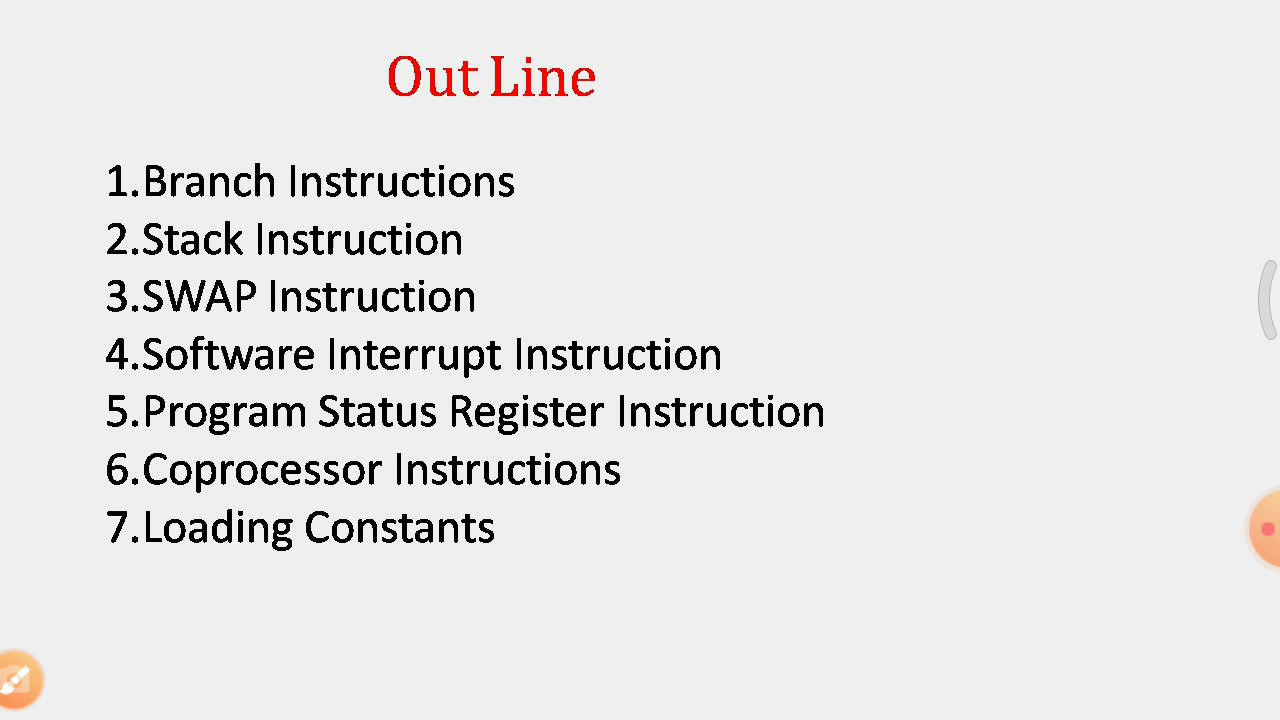 Out Line
1.Branch Instructions
2.Stack Instruction
3.SWAP Instruction
4.Software Interrupt Instruction
5.Program Status Register Instruction
6.Coprocessor Instructions
7.Loading Constants